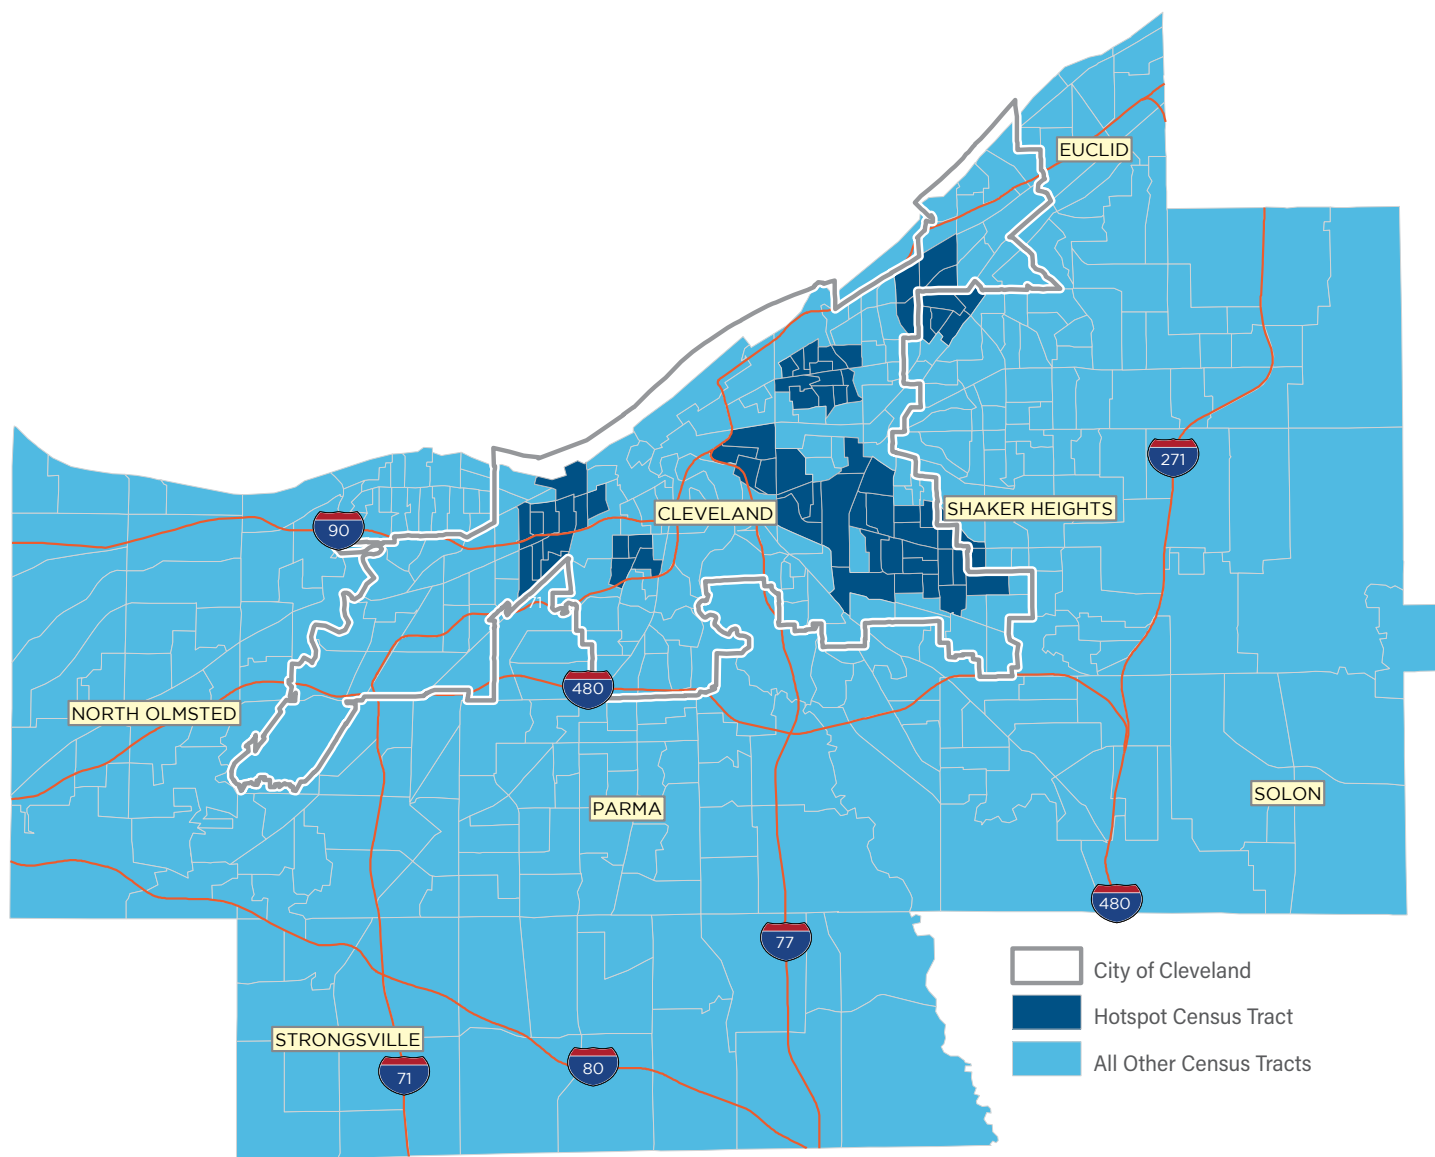 EUCLID
271
SHAKER HEIGHTS
CLEVELAND
90
71
480
NORTH OLMSTED
SOLON
PARMA
480
77
City of Cleveland
Hotspot Census Tract
STRONGSVILLE
All Other Census Tracts
80
71